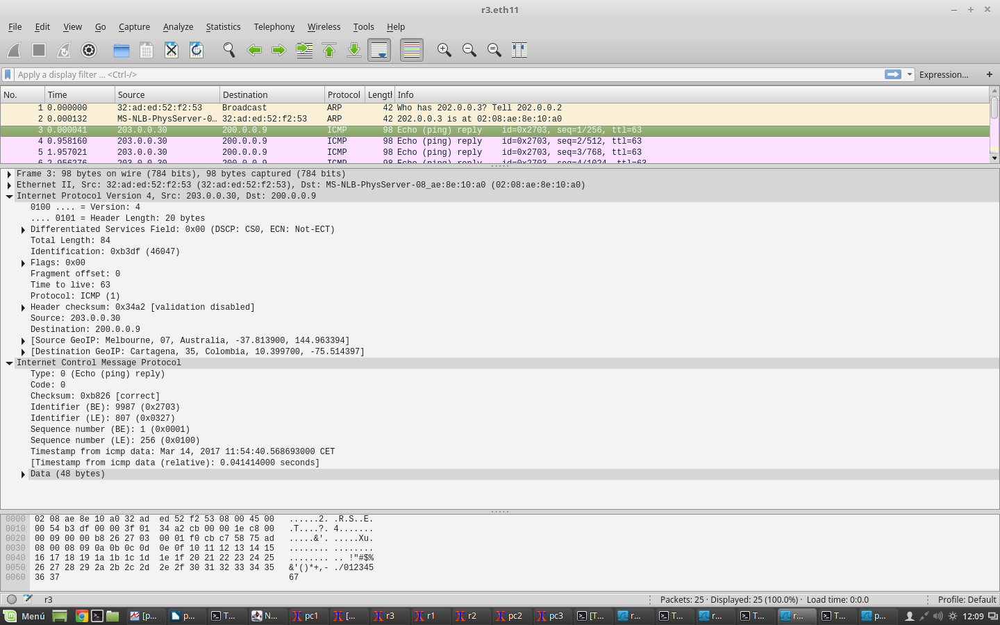 r3.eth11
File Edit View Go Capture Analyze Statistics Telephony Wireless Tools Help
Apply a display filter ... <Ctrl-/> Expression... +
No. Time Source Destination Protocol Length Info
1 0.000000 32:ad:ed:52:f2:53 Broadcast ARP 42 Who has 202.0.0.3? Tell 202.0.0.2
2 0.000132 MS-NLB-PhysServer-0… 32:ad:ed:52:f2:53 ARP 42 202.0.0.3 is at 02:08:ae:8e:10:a0
3 0.000041 203.0.0.30 200.0.0.9 ICMP 98 Echo (ping) reply id=0x2703, seq=1/256, ttl=63
4 0.958160 203.0.0.30 200.0.0.9 ICMP 98 Echo (ping) reply id=0x2703, seq=2/512, ttl=63
5 1.957021 203.0.0.30 200.0.0.9 ICMP 98 Echo (ping) reply id=0x2703, seq=3/768, ttl=63
6 2.956276 203.0.0.30 200.0.0.9 ICMP 98 Echo (ping) reply id=0x2703, seq=4/1024, ttl=63
Frame 3: 98 bytes on wire (784 bits), 98 bytes captured (784 bits)
Ethernet II, Src: 32:ad:ed:52:f2:53 (32:ad:ed:52:f2:53), Dst: MS-NLB-PhysServer-08_ae:8e:10:a0 (02:08:ae:8e:10:a0)
Internet Protocol Version 4, Src: 203.0.0.30, Dst: 200.0.0.9
0100 .... = Version: 4
.... 0101 = Header Length: 20 bytes
Differentiated Services Field: 0x00 (DSCP: CS0, ECN: Not-ECT)
Total Length: 84
Identification: 0xb3df (46047)
Flags: 0x00
Fragment offset: 0
Time to live: 63
Protocol: ICMP (1)
Header checksum: 0x34a2 [validation disabled]
Source: 203.0.0.30
Destination: 200.0.0.9
[Source GeoIP: Melbourne, 07, Australia, -37.813900, 144.963394]
[Destination GeoIP: Cartagena, 35, Colombia, 10.399700, -75.514397]
Internet Control Message Protocol
Type: 0 (Echo (ping) reply)
Code: 0
Checksum: 0xb826 [correct]
Identifier (BE): 9987 (0x2703)
Identifier (LE): 807 (0x0327)
Sequence number (BE): 1 (0x0001)
Sequence number (LE): 256 (0x0100)
Timestamp from icmp data: Mar 14, 2017 11:54:40.568693000 CET
[Timestamp from icmp data (relative): 0.041414000 seconds]
Data (48 bytes)
0000 02 08 ae 8e 10 a0 32 ad ed 52 f2 53 08 00 45 00 ......2. .R.S..E.
0010 00 54 b3 df 00 00 3f 01 34 a2 cb 00 00 1e c8 00 .T....?. 4.......
0020 00 09 00 00 b8 26 27 03 00 01 f0 cb c7 58 75 ad .....&'. .....Xu.
0030 08 00 08 09 0a 0b 0c 0d 0e 0f 10 11 12 13 14 15 ........ ........
0040 16 17 18 19 1a 1b 1c 1d 1e 1f 20 21 22 23 24 25 ........ .. !"#$%
0050 26 27 28 29 2a 2b 2c 2d 2e 2f 30 31 32 33 34 35 &'()*+,- ./012345
0060 36 37 67
r3 Packets: 25 · Displayed: 25 (100.0%) · Load time: 0:0.0 Profile: Default
Menú [p... p... T... N... pc1 [... r3 r1 r2 pc2 pc3 [T... r... T... r... T... r... T... p... 12:09